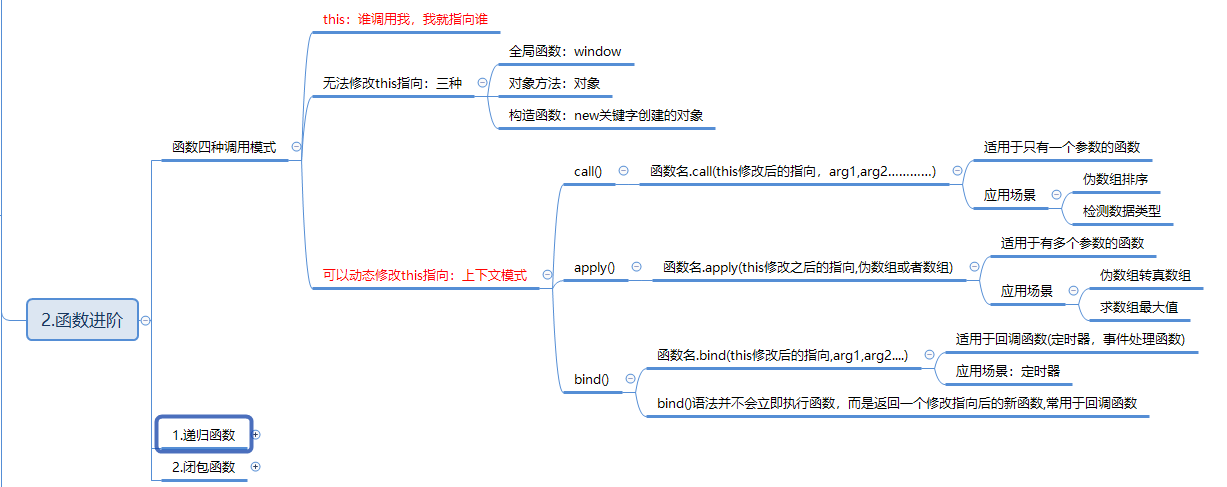 2.函数进阶
函数四种调用模式
this：谁调用我，我就指向谁
无法修改this指向：三种
全局函数：window
对象方法：对象
构造函数：new关键字创建的对象
可以动态修改this指向：上下文模式
call()
函数名.call(this修改后的指向，arg1,arg2…………)
适用于只有一个参数的函数
应用场景
伪数组排序
检测数据类型
apply()
函数名.apply(this修改之后的指向,伪数组或者数组)
适用于有多个参数的函数
应用场景
伪数组转真数组
求数组最大值
bind()
函数名.bind(this修改后的指向,arg1,arg2....)
适用于回调函数(定时器，事件处理函数)
应用场景：定时器
bind()语法并不会立即执行函数，而是返回一个修改指向后的新函数,常用于回调函数
1.递归函数
2.闭包函数